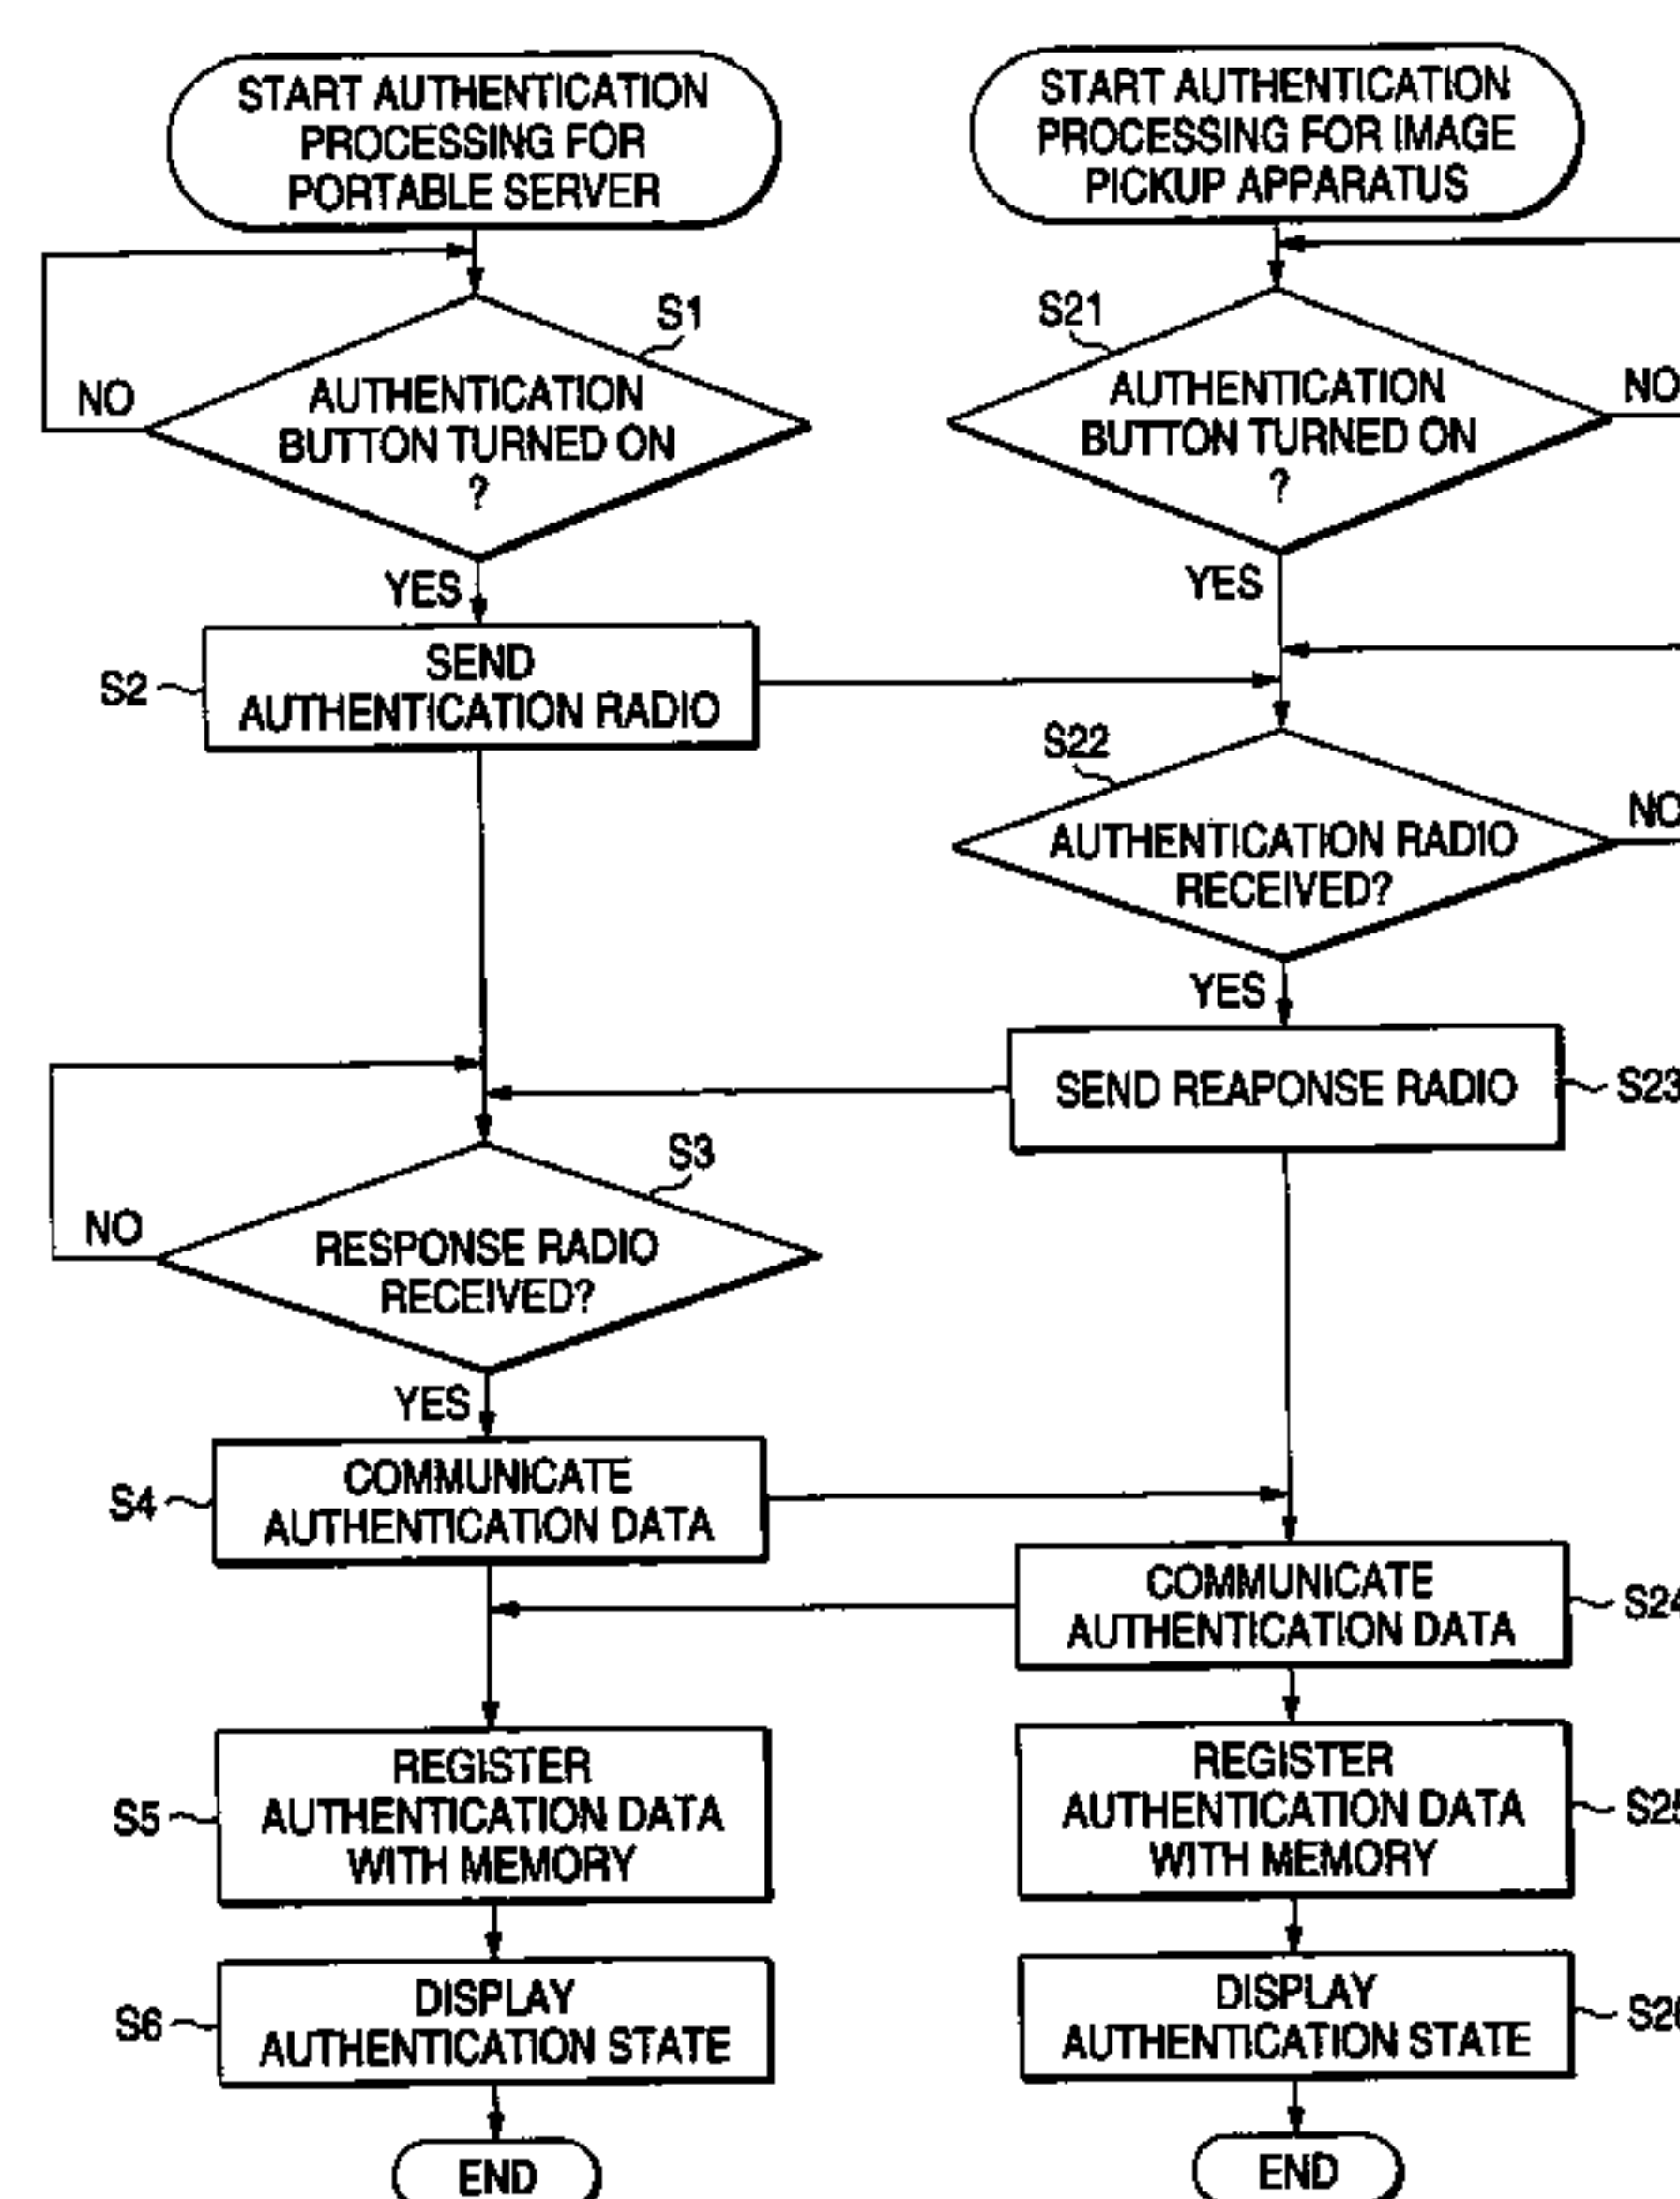 START AUTHENTICATION
PROCESSING FOR
PORTABLE SERVER
S1
NO
AUTHENTICATION
BUTTON TURNED ON
?
YES
S2
SEND
AUTHENTICATION RADIO
S3
NO
RESPONSE RADIO
RECEIVED?
YES
S4
COMMUNICATE
AUTHENTICATION DATA
S5
REGISTER
AUTHENTICATION DATA
WITH MEMORY
S6
DISPLAY
AUTHENTICATION STATE
END
START AUTHENTICATION
PROCESSING FOR IMAGE
PICKUP APPARATUS
S21
NO
AUTHENTICATION
BUTTON TURNED ON
?
YES
S22
NO
AUTHENTICATION RADIO
RECEIVED?
YES
SEND REAPONSE RADIO
S23
COMMUNICATE
AUTHENTICATION DATA
S24
REGISTER
AUTHENTICATION DATA
WITH MEMORY
S25
DISPLAY
AUTHENTICATION STATE
END